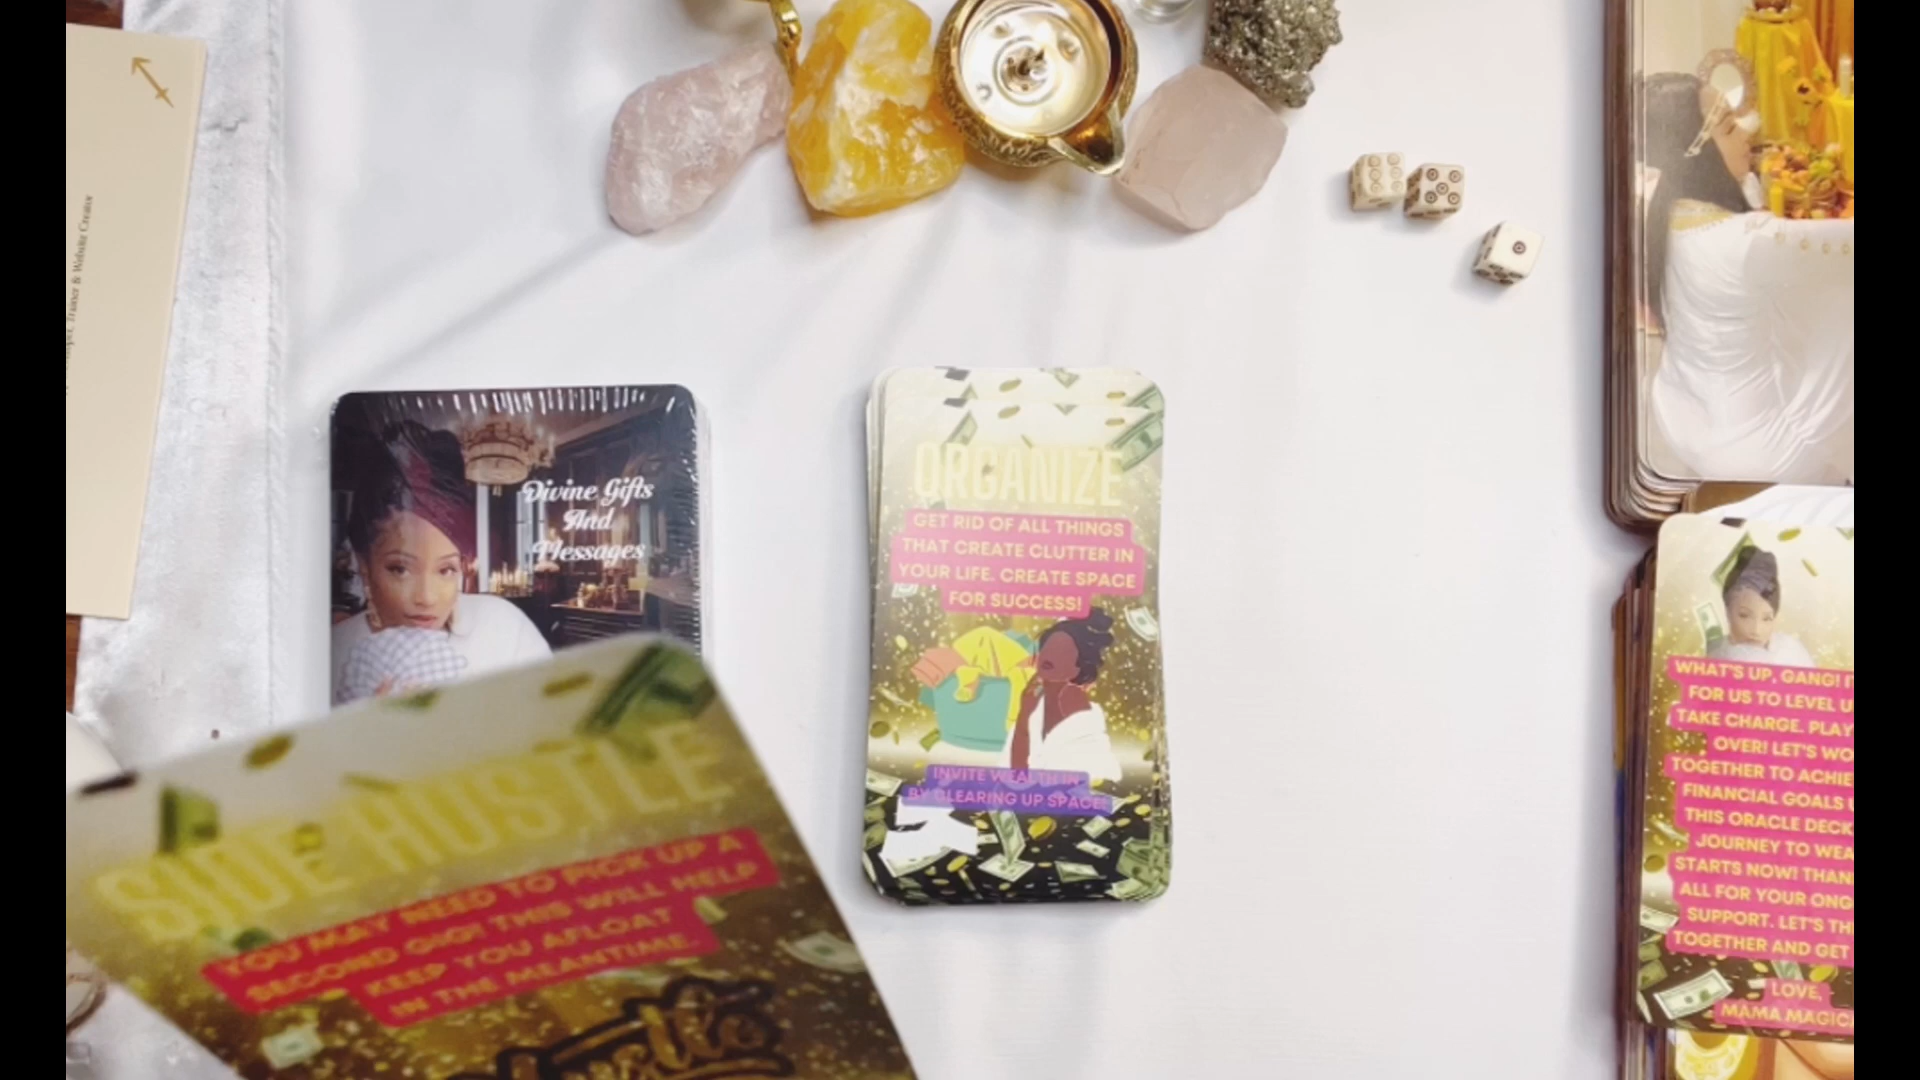 Trainer & Website Creator
Divine Gifts
And
Messages
ORGANIZE
GET RID OF ALL THINGS
THAT CREATE CLUTTER IN
YOUR LIFE. CREATE SPACE
FOR SUCCESS!
INVITE WEALTH IN
BY CLEARING UP SPACE!
SIDE HUSTLE
YOU MAY NEED TO PICK UP A
SECOND GIG! THIS WILL HELP
KEEP YOU AFLOAT
IN THE MEANTIME.
Hustle
WHAT'S UP, GANG!
FOR US TO LEVEL
TAKE CHARGE. PLAY
OVER! LET'S WO
TOGETHER TO ACHIE
FINANCIAL GOALS
THIS ORACLE DECK
JOURNEY TO WEA
STARTS NOW! THAN
ALL FOR YOUR ONG
SUPPORT. LET'S TH
TOGETHER AND GET
LOVE,
MAMA MAGIC